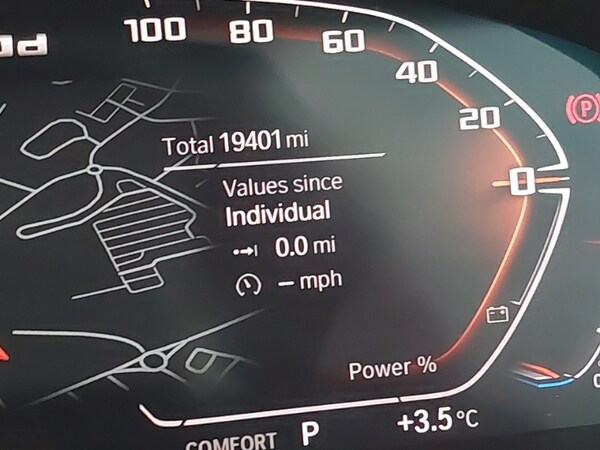 100 80 60
40
20
0
P
Total 19401 mi
Values since
Individual
0.0 mi
– mph
Power %
COMFORT P +3.5 °C